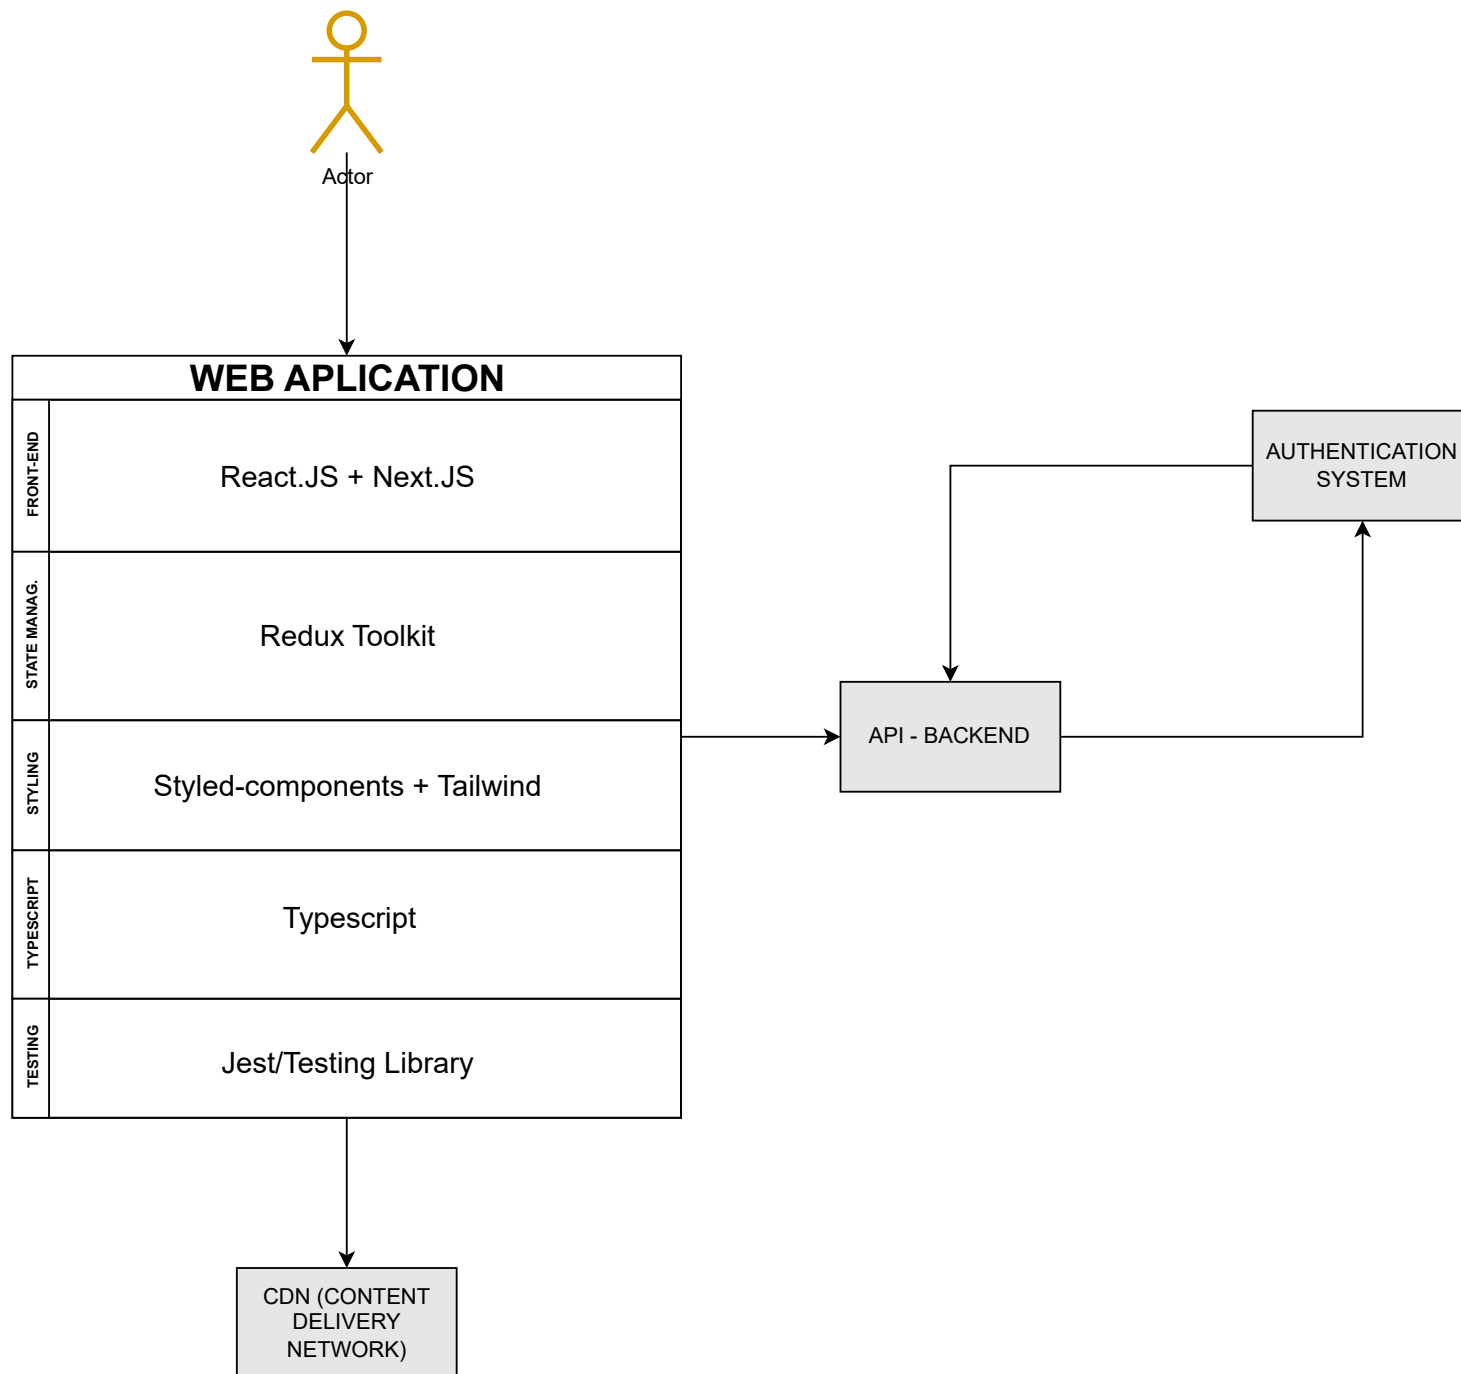 Actor
WEB APLICATION
FRONT-END
React.JS + Next.JS
STATE MANAG.
Redux Toolkit
STYLING
Styled-components + Tailwind
TYPESCRIPT
Typescript
TESTING
Jest/Testing Library
AUTHENTICATION
SYSTEM
API - BACKEND
CDN (CONTENT
DELIVERY
NETWORK)